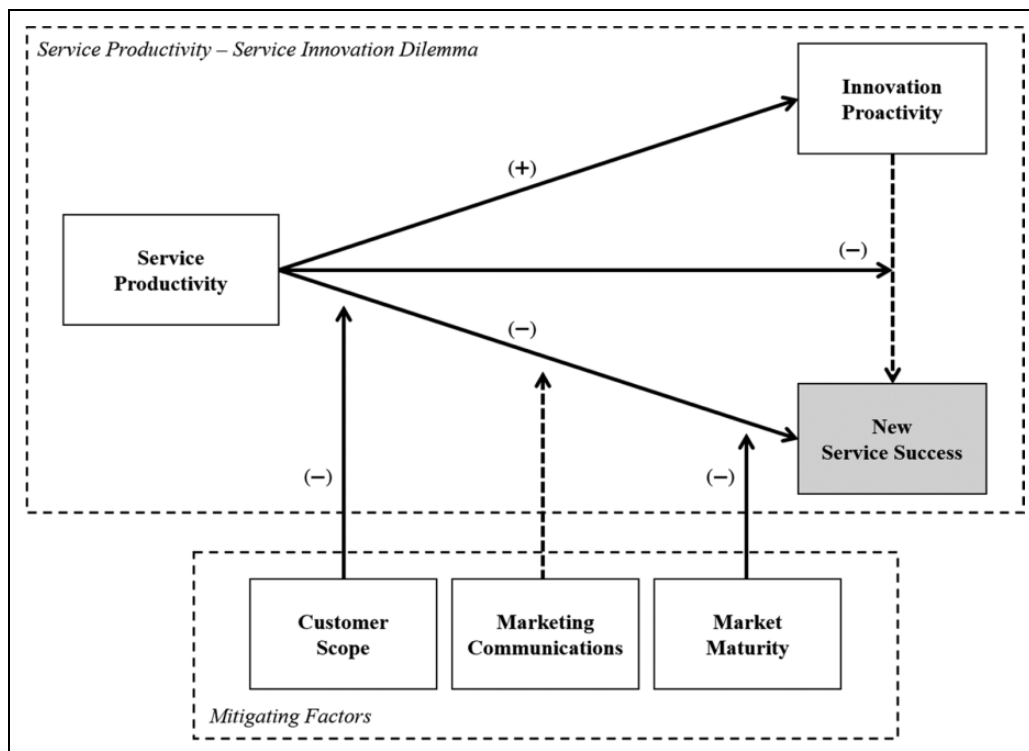 Service Productivity – Service Innovation Dilemma
Innovation
Proactivity
(+)
Service
Productivity
(−)
(−)
New
Service Success
(−)
(−)
Customer
Scope
Marketing
Communications
Market
Maturity
Mitigating Factors